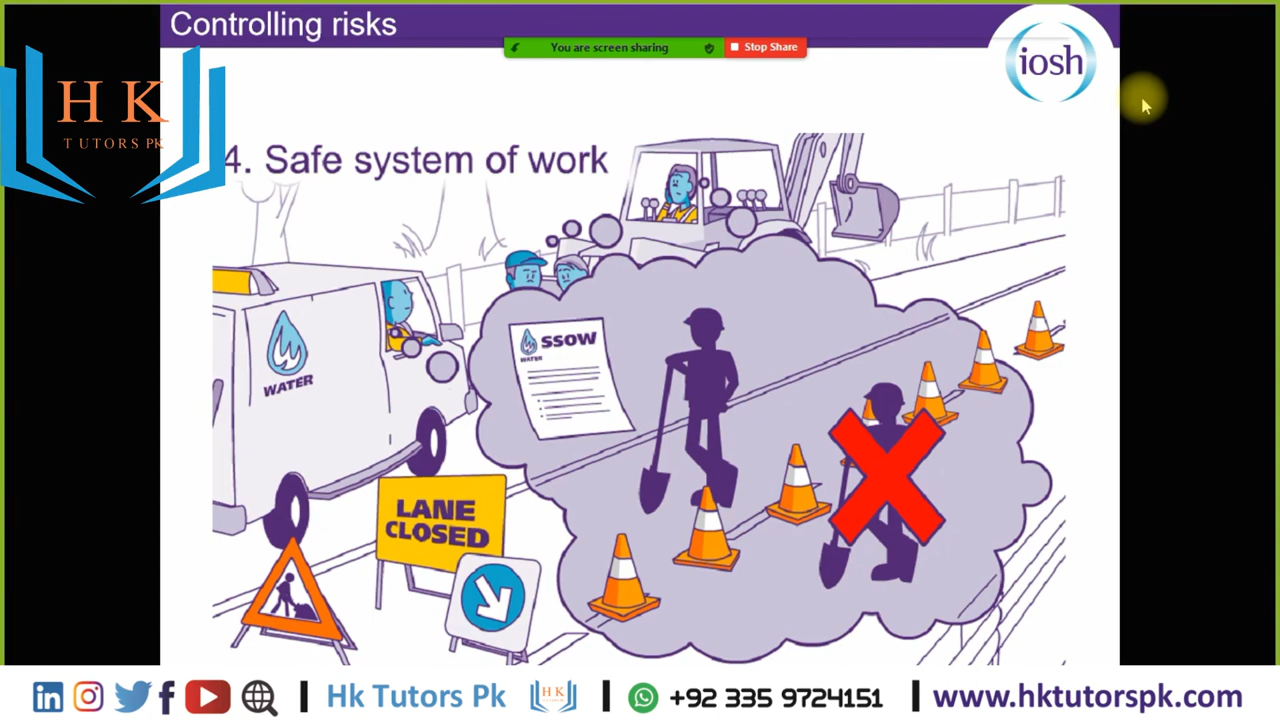 Controlling risks
You are screen sharing
Stop Share
iosh
H K
TUTORS PK
4. Safe system of work
WATER
SSOW
WATER
LANE
CLOSED
Hk Tutors Pk
H K
+92 335 9724151
www.hktutorspk.com